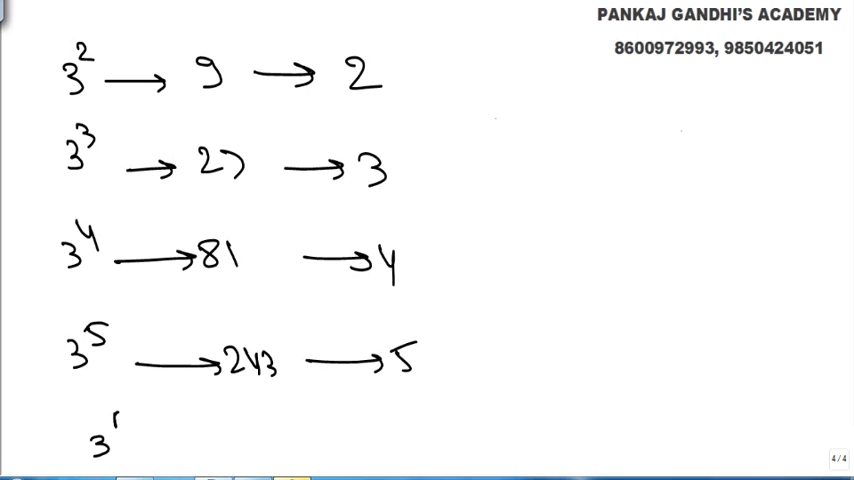 PANKAJ GANDHI'S ACADEMY
8600972993, 9850424051
3² → 9 → 2
3³ → 27 → 3
3⁴ → 81 → 4
3⁵ → 243 → 5
3
4/4